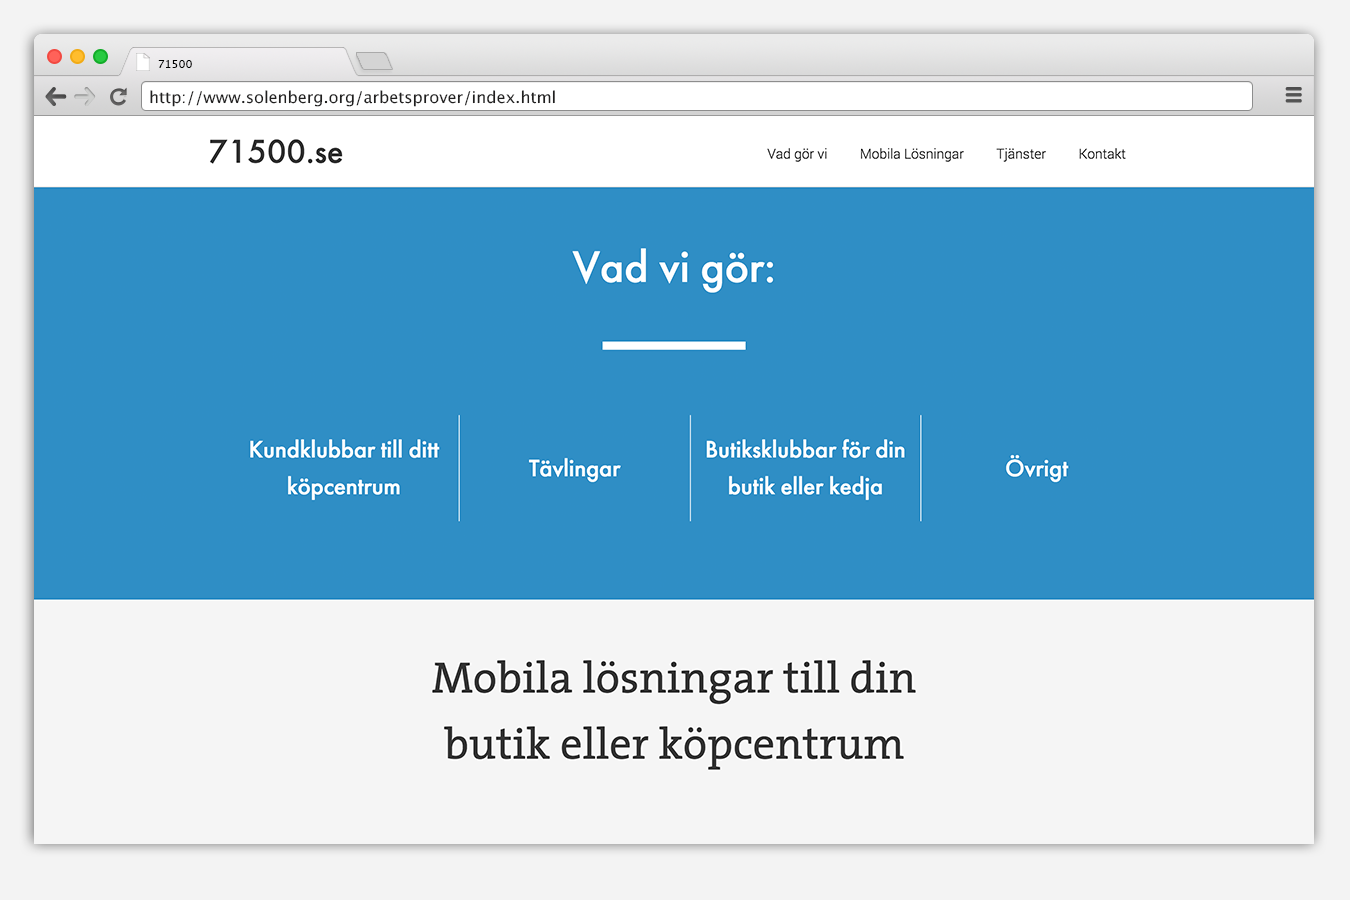 71500
http://www.solenberg.org/arbetsprover/index.html
71500.se
Vad gör vi
Mobila Lösningar
Tjänster
Kontakt
Vad vi gör:
Kundklubbar till ditt
köpcentrum
Tävlingar
Butiksklubbar för din
butik eller kedja
Övrigt
Mobila lösningar till din
butik eller köpcentrum